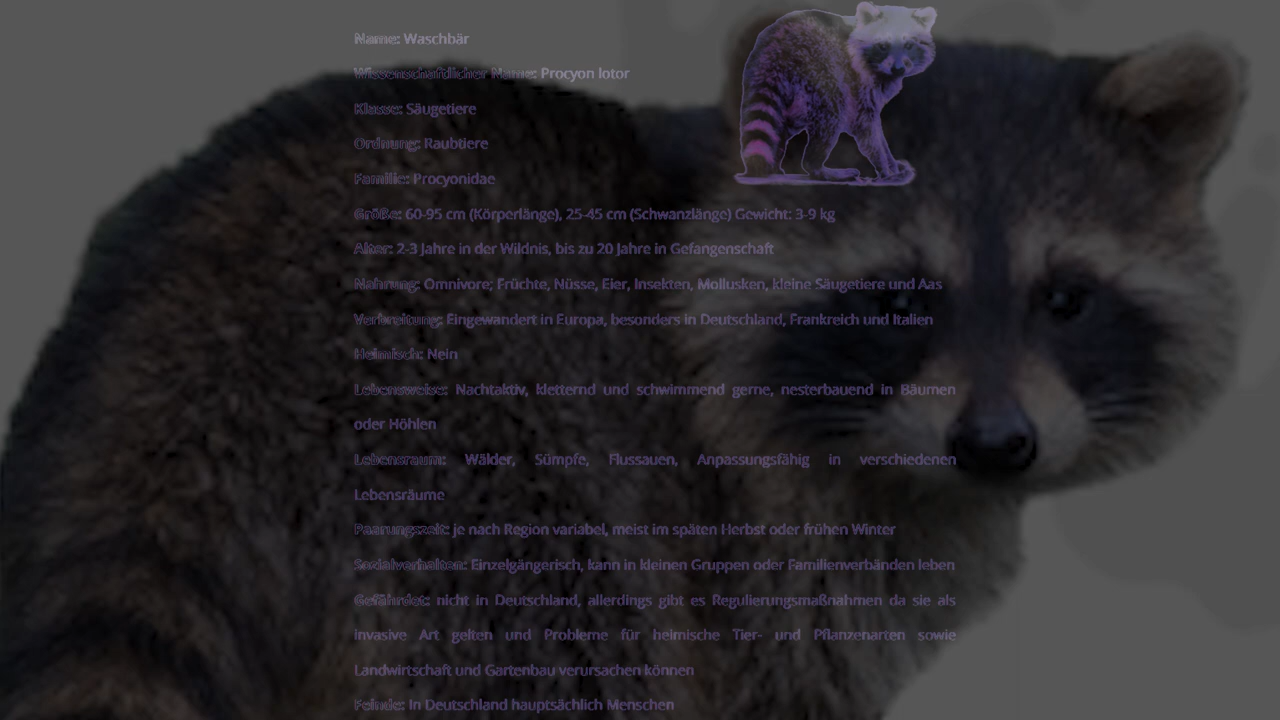 Name: Waschbär
Wissenschaftlicher Name: Procyon lotor
Klasse: Säugetiere
Ordnung: Raubtiere
Familie: Procyonidae
Größe: 60-95 cm (Körperlänge), 25-45 cm (Schwanzlänge) Gewicht: 3-9 kg
Alter: 2-3 Jahre in der Wildnis, bis zu 20 Jahre in Gefangenschaft
Nahrung: Omnivore; Früchte, Nüsse, Eier, Insekten, Mollusken, kleine Säugetiere und Aas
Verbreitung: Eingewandert in Europa, besonders in Deutschland, Frankreich und Italien
Heimisch: Nein
Lebensweise: Nachtaktiv, kletternd und schwimmend gerne, nesterbauend in Bäumen
oder Höhlen
Lebensraum: Wälder, Sümpfe, Flussauen, Anpassungsfähig in verschiedenen
Lebensräume
Paarungszeit: je nach Region variabel, meist im späten Herbst oder frühen Winter
Sozialverhalten: Einzelgängerisch, kann in kleinen Gruppen oder Familienverbänden leben
Gefährdet: nicht in Deutschland, allerdings gibt es Regulierungsmaßnahmen da sie als
invasive Art gelten und Probleme für heimische Tier- und Pflanzenarten sowie
Landwirtschaft und Gartenbau verursachen können
Feinde: In Deutschland hauptsächlich Menschen